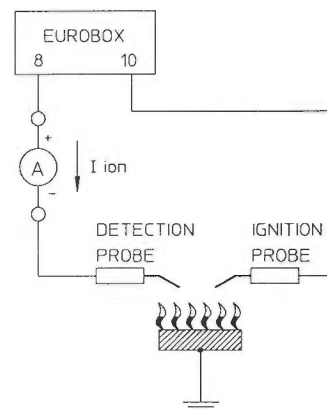 EUROBOX
8 10
+
A
I ion
-
DETECTION PROBE
IGNITION PROBE